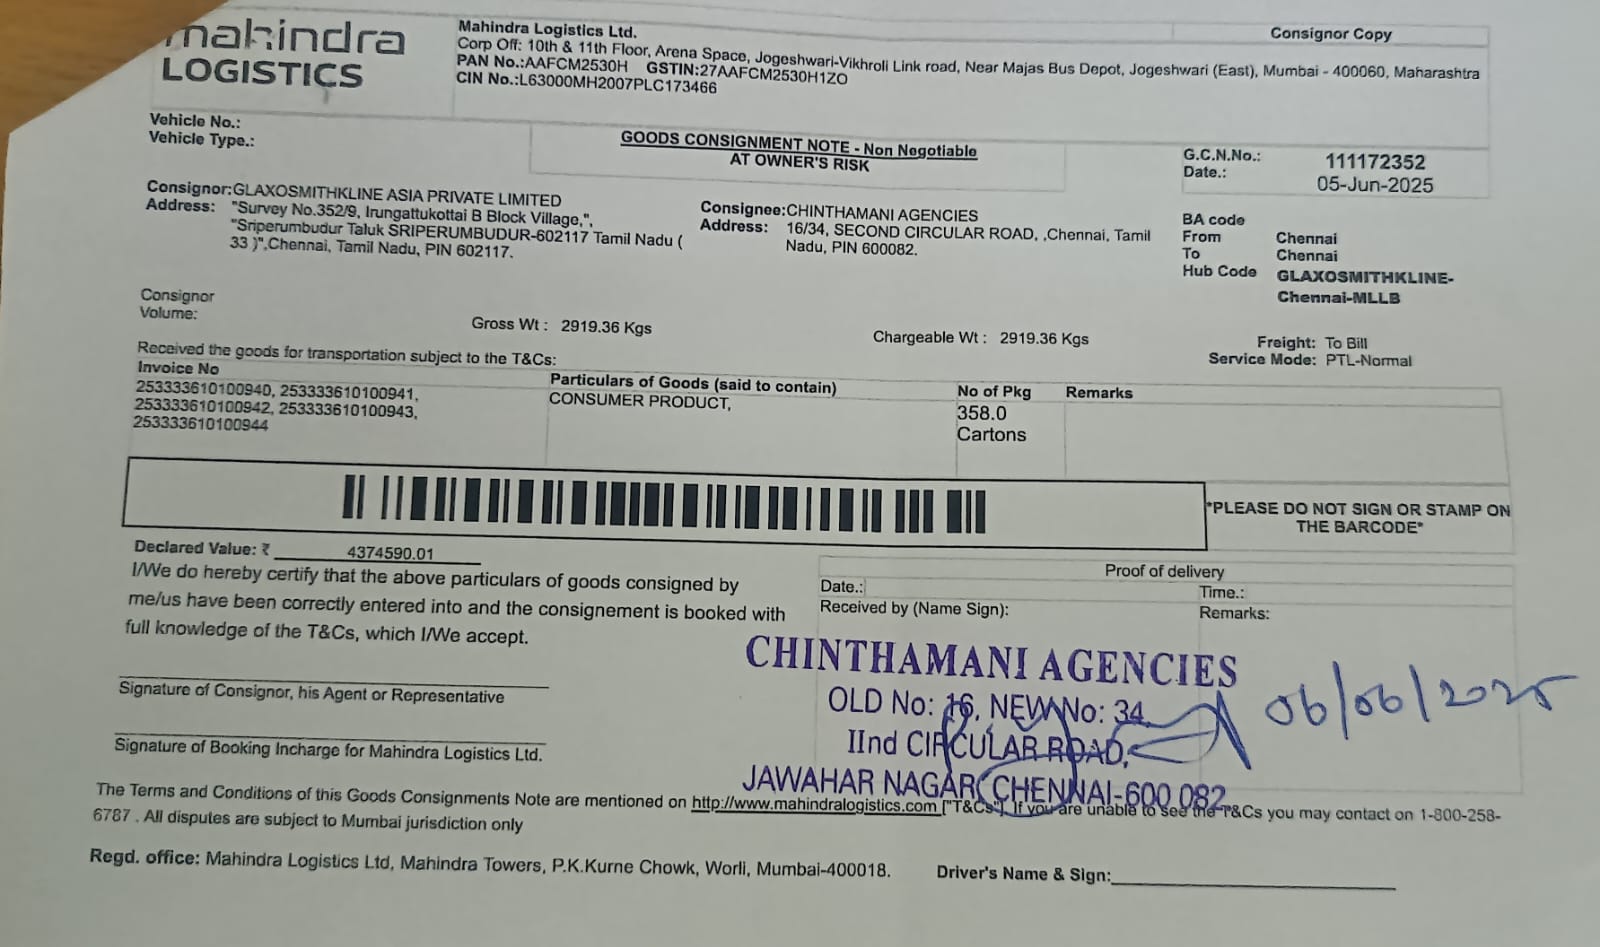 mahindra
LOGISTICS
Mahindra Logistics Ltd.
Corp Off: 10th & 11th Floor, Arena Space, Jogeshwari-Vikhroli Link road, Near Majas Bus Depot, Jogeshwari (East), Mumbai - 400060, Maharashtra
PAN No.:AAFCM2530H GSTIN:27AAFCM2530H1ZO
CIN No.:L63000MH2007PLC173466
Consignor Copy
Vehicle No.:
Vehicle Type.:
GOODS CONSIGNMENT NOTE - Non Negotiable
AT OWNER'S RISK
G.C.N.No.: 111172352
Date.: 05-Jun-2025
Consignor:GLAXOSMITHKLINE ASIA PRIVATE LIMITED
Address: "Survey No.352/9, Irungattukottai B Block Village,",
"Sriperumbudur Taluk SRIPERUMBUDUR-602117 Tamil Nadu (
33 )",Chennai, Tamil Nadu, PIN 602117.
Consignee:CHINTHAMANI AGENCIES
Address: 16/34, SECOND CIRCULAR ROAD, ,Chennai, Tamil
Nadu, PIN 600082.
BA code
From Chennai
To Chennai
Hub Code GLAXOSMITHKLINE-
Chennai-MLLB
Consignor
Volume:
Gross Wt : 2919.36 Kgs
Chargeable Wt : 2919.36 Kgs
Freight: To Bill
Service Mode: PTL-Normal
Received the goods for transportation subject to the T&Cs:
Invoice No
253333610100940, 253333610100941,
253333610100942, 253333610100943,
253333610100944
Particulars of Goods (said to contain)
CONSUMER PRODUCT,
No of Pkg
358.0
Cartons
Remarks
*PLEASE DO NOT SIGN OR STAMP ON
THE BARCODE*
Declared Value: ₹ 4374590.01
I/We do hereby certify that the above particulars of goods consigned by
me/us have been correctly entered into and the consignement is booked with
full knowledge of the T&Cs, which I/We accept.
Proof of delivery
Date.:
Time.:
Received by (Name Sign):
Remarks:
CHINTHAMANI AGENCIES
OLD No: 16, NEW No: 34
IInd CIRCULAR ROAD,
JAWAHAR NAGAR, CHENNAI-600 082
06/06/2025
Signature of Consignor, his Agent or Representative
Signature of Booking Incharge for Mahindra Logistics Ltd.
The Terms and Conditions of this Goods Consignments Note are mentioned on http://www.mahindralogistics.com ["T&Cs"]. If you are unable to see the T&Cs you may contact on 1-800-258-
6787 . All disputes are subject to Mumbai jurisdiction only
Regd. office: Mahindra Logistics Ltd, Mahindra Towers, P.K.Kurne Chowk, Worli, Mumbai-400018.
Driver's Name & Sign: